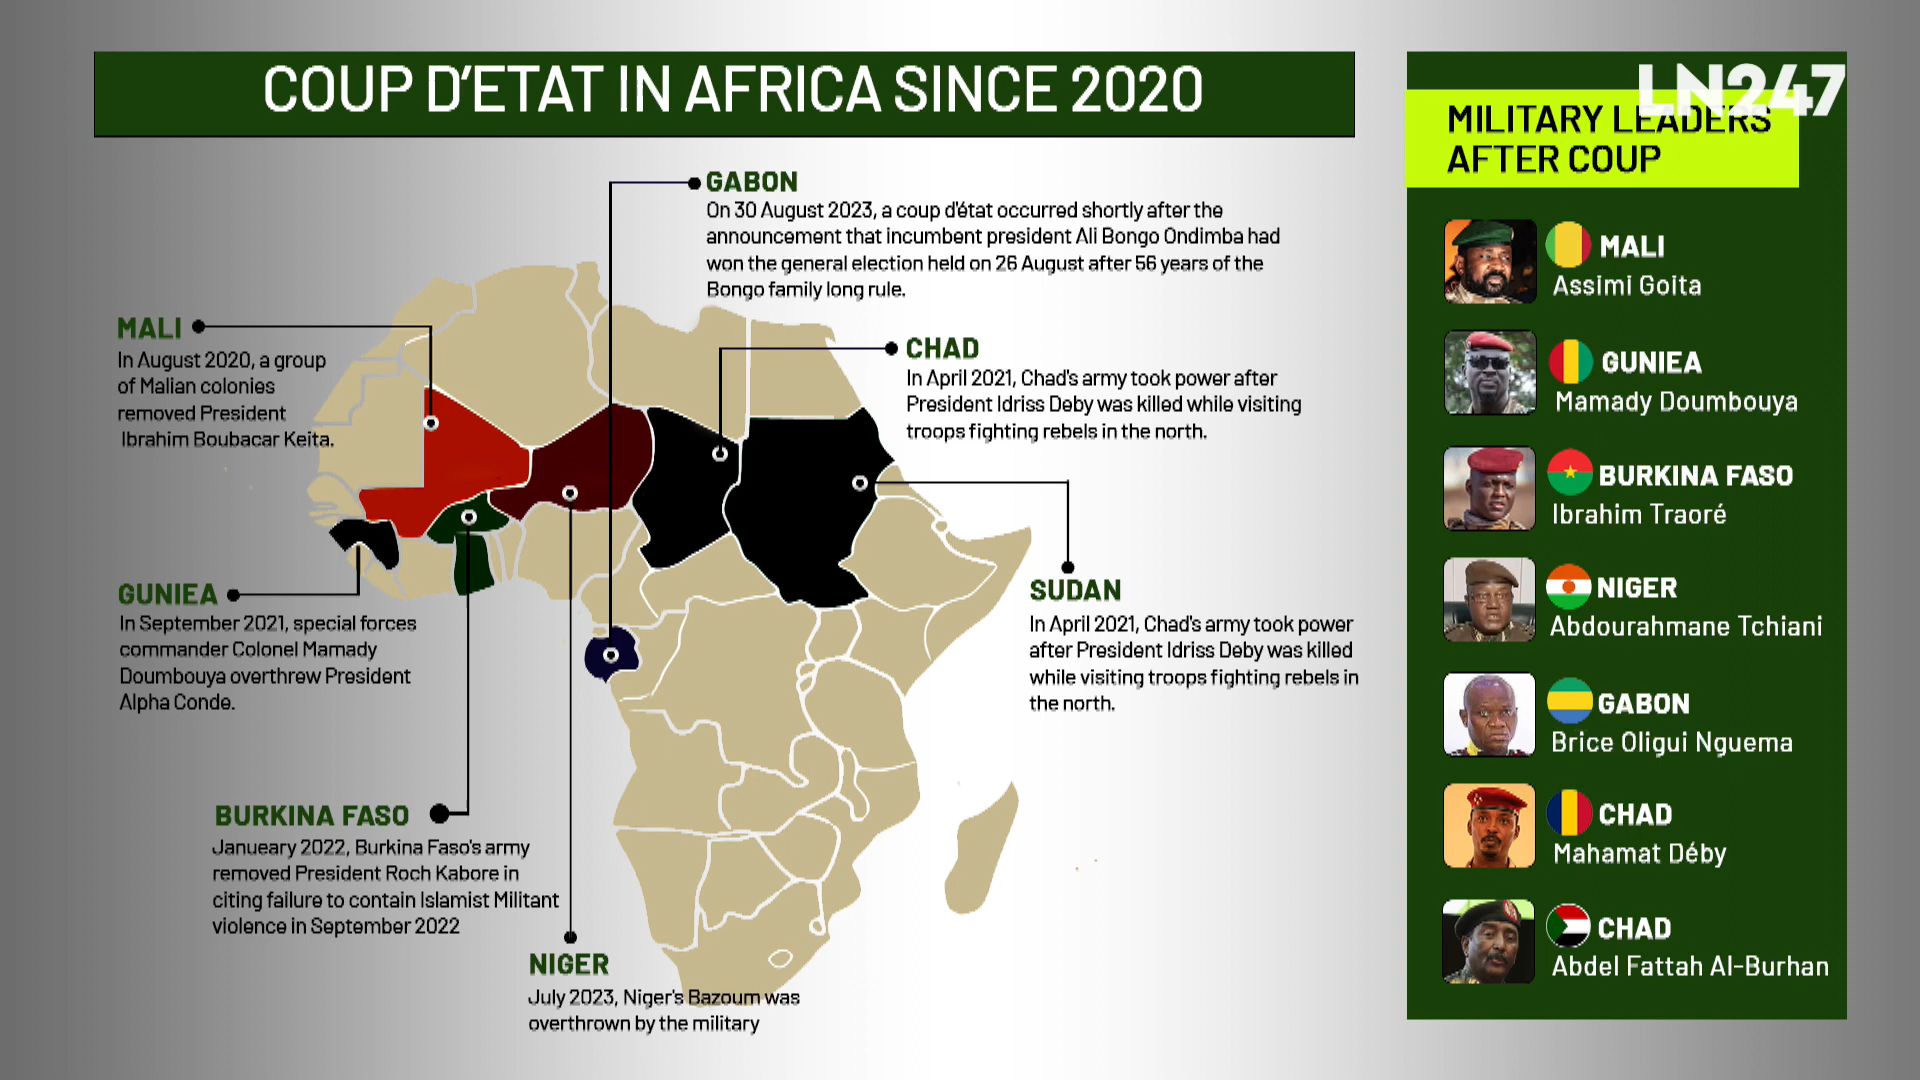 COUP D'ETAT IN AFRICA SINCE 2020
GABON
On 30 August 2023, a coup d'état occurred shortly after the
announcement that incumbent president Ali Bongo Ondimba had
won the general election held on 26 August after 56 years of the
Bongo family long rule.
MALI
In August 2020, a group
of Malian colonies
removed President
Ibrahim Boubacar Keita.
CHAD
In April 2021, Chad's army took power after
President Idriss Deby was killed while visiting
troops fighting rebels in the north.
GUNIEA
In September 2021, special forces
commander Colonel Mamady
Doumbouya overthrew President
Alpha Conde.
SUDAN
In April 2021, Chad's army took power
after President Idriss Deby was killed
while visiting troops fighting rebels in
the north.
BURKINA FASO
Janueary 2022, Burkina Faso's army
removed President Roch Kabore in
citing failure to contain Islamist Militant
violence in September 2022
NIGER
July 2023, Niger's Bazoum was
overthrown by the military
LN247
MILITARY LEADERS
AFTER COUP
MALI
Assimi Goita
GUNIEA
Mamady Doumbouya
BURKINA FASO
Ibrahim Traoré
NIGER
Abdourahmane Tchiani
GABON
Brice Oligui Nguema
CHAD
Mahamat Déby
CHAD
Abdel Fattah Al-Burhan